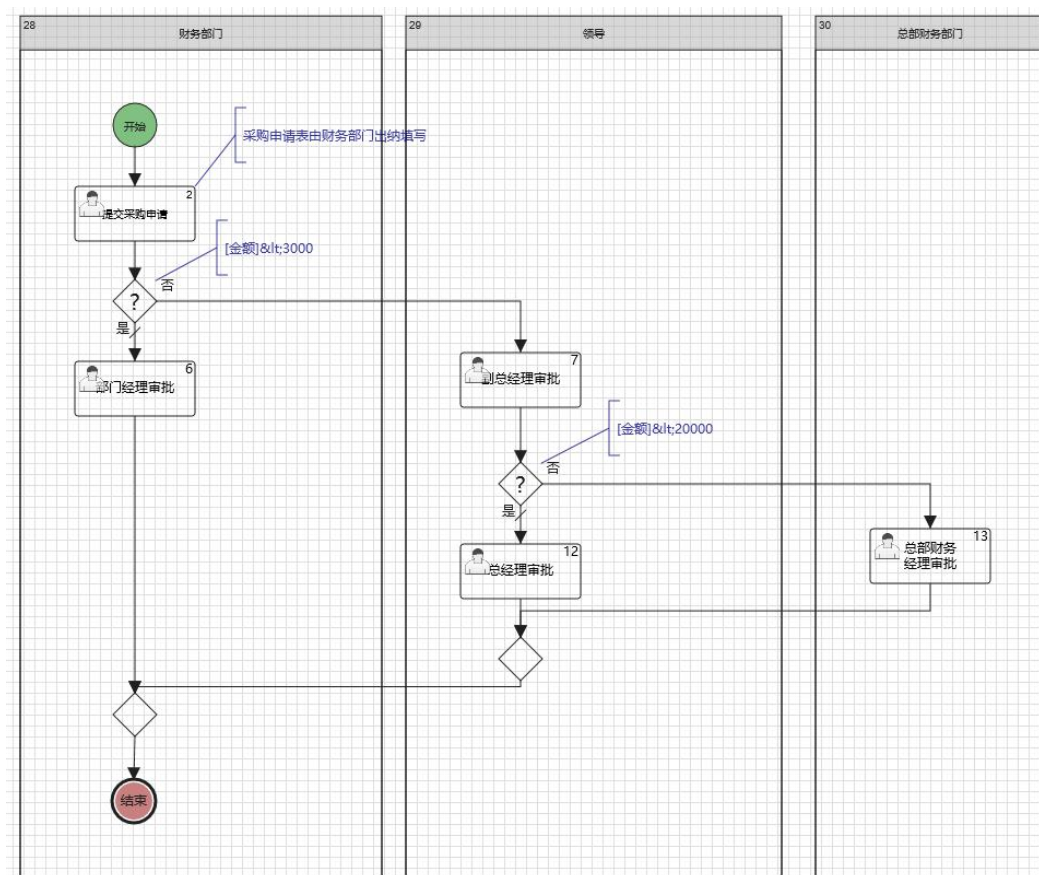 28
财务部门
29
领导
30
总部财务部门
开始
采购申请表由财务部门出纳填写
2
提交采购申请
[金额]&lt;3000
否
?
是
6
部门经理审批
7
副总经理审批
[金额]&lt;20000
否
?
是
12
总经理审批
13
总部财务
经理审批
结束